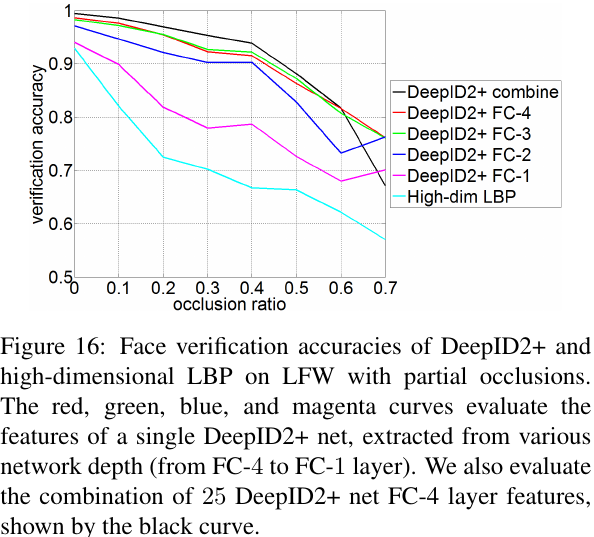 1
0.9
0.8
0.7
0.6
0.5
verification accuracy
0 0.1 0.2 0.3 0.4 0.5 0.6 0.7
occlusion ratio
DeepID2+ combine
DeepID2+ FC-4
DeepID2+ FC-3
DeepID2+ FC-2
DeepID2+ FC-1
High-dim LBP
Figure 16: Face verification accuracies of DeepID2+ and
high-dimensional LBP on LFW with partial occlusions.
The red, green, blue, and magenta curves evaluate the
features of a single DeepID2+ net, extracted from various
network depth (from FC-4 to FC-1 layer). We also evaluate
the combination of 25 DeepID2+ net FC-4 layer features,
shown by the black curve.